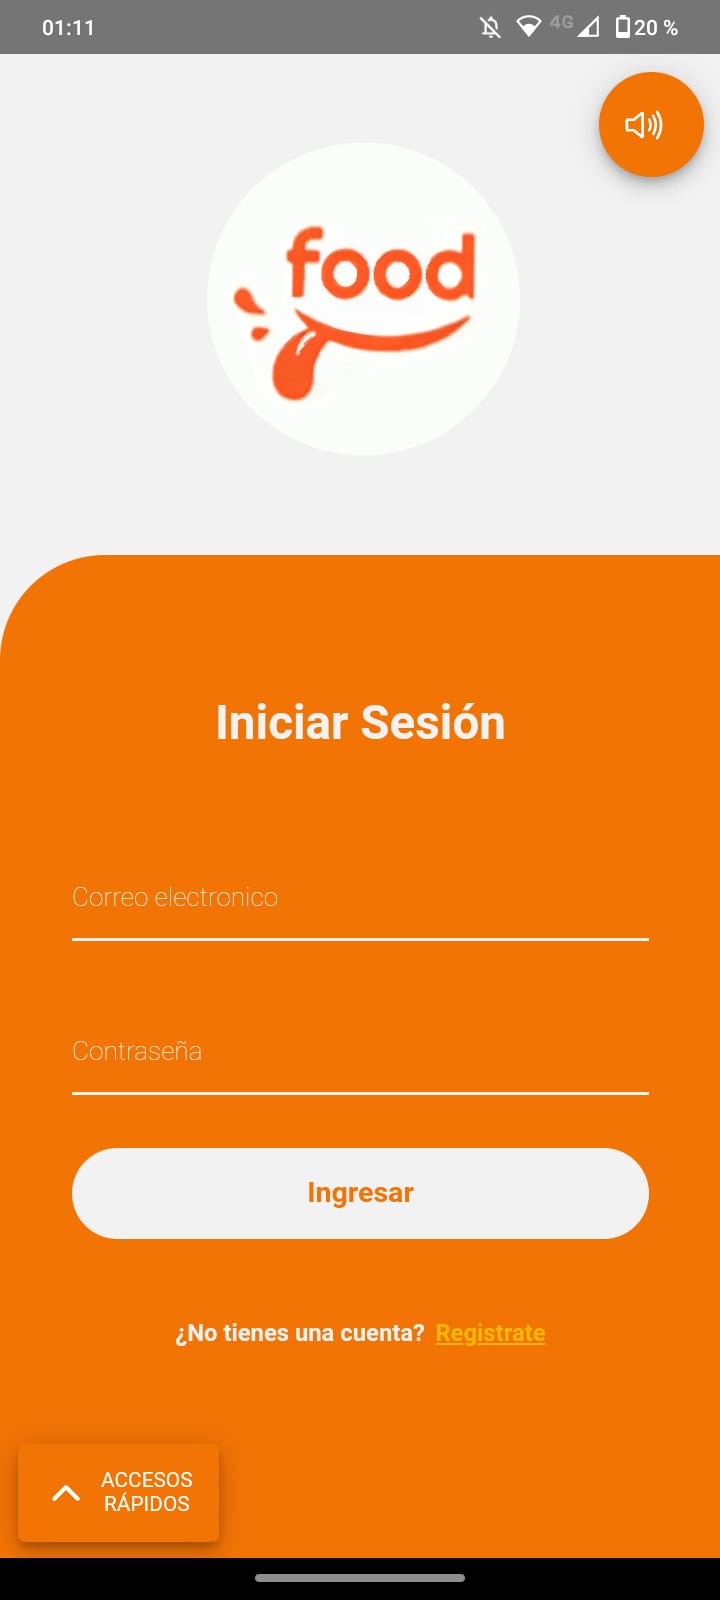 01:11
4G
20 %
food
Iniciar Sesión
Correo electronico
Contraseña
Ingresar
¿No tienes una cuenta? Registrate
ACCESOS
RÁPIDOS